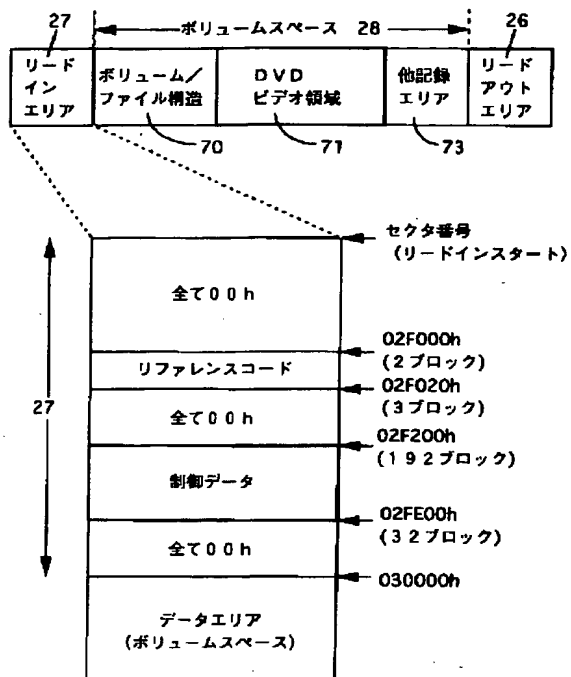 27
ボリュームスペース 28
26
リード
イン
エリア
ボリューム/
ファイル構造
DVD
ビデオ領域
他記録
エリア
リード
アウト
エリア
70
71
73
セクタ番号
(リードインスタート)
全て00h
02F000h
(2ブロック)
リファレンスコード
02F020h
(3ブロック)
27
全て00h
02F200h
(192ブロック)
制御データ
02FE00h
(32ブロック)
全て00h
030000h
データエリア
(ボリュームスペース)